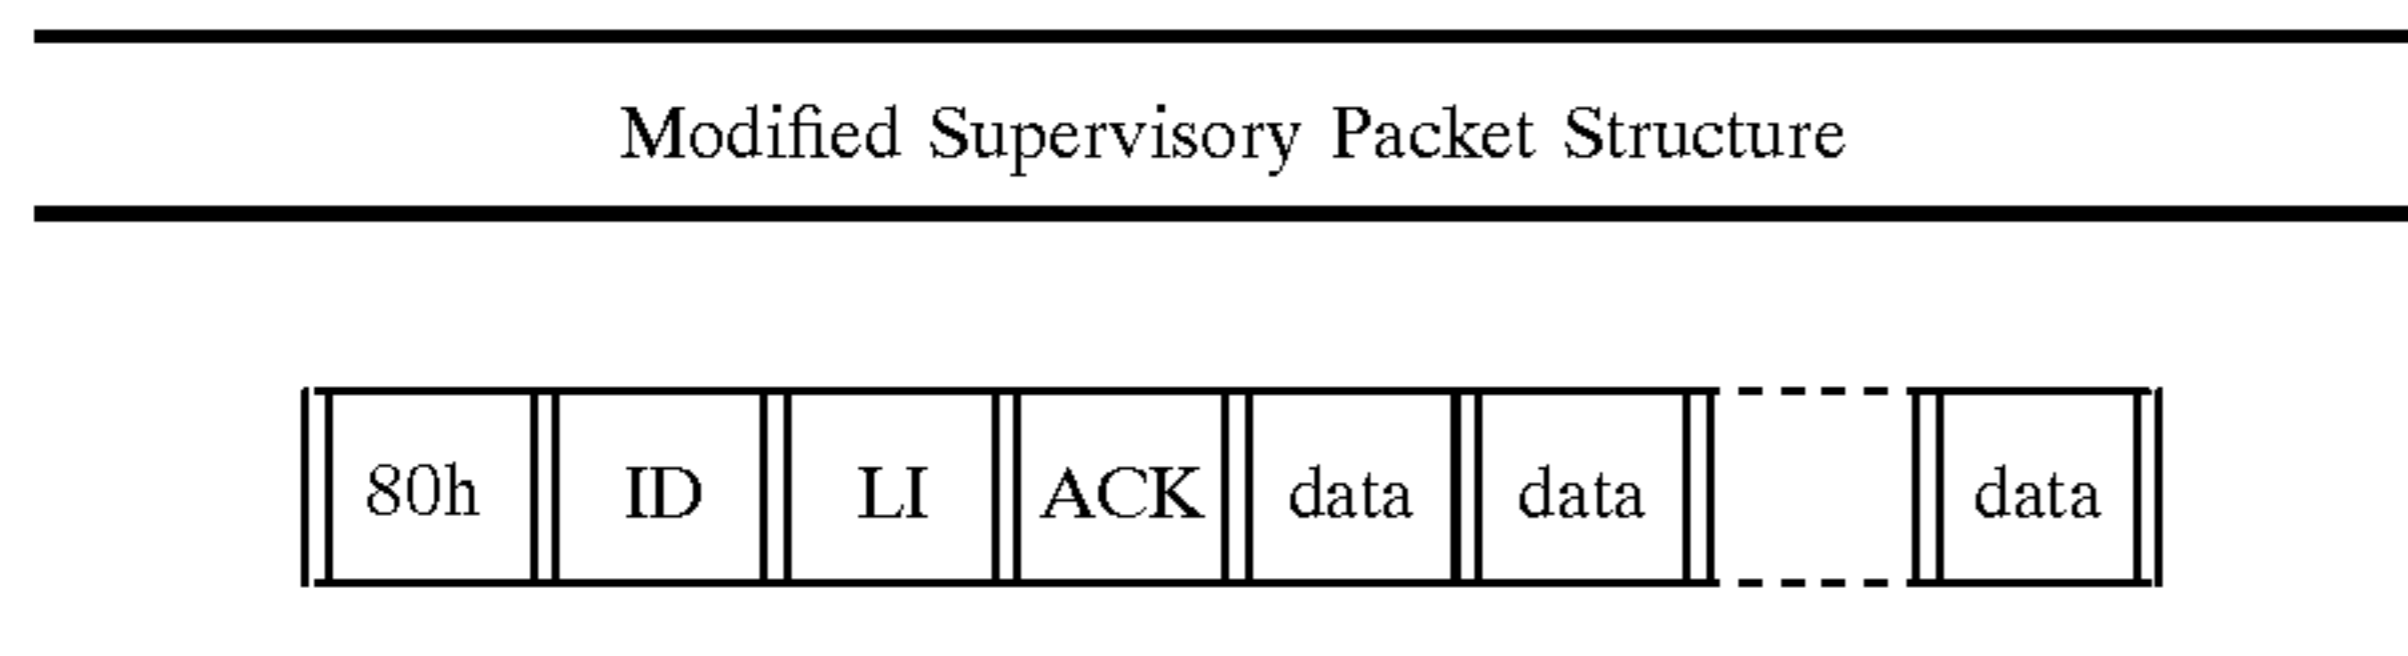 Modified Supervisory Packet Structure
80h ID LI ACK data data data